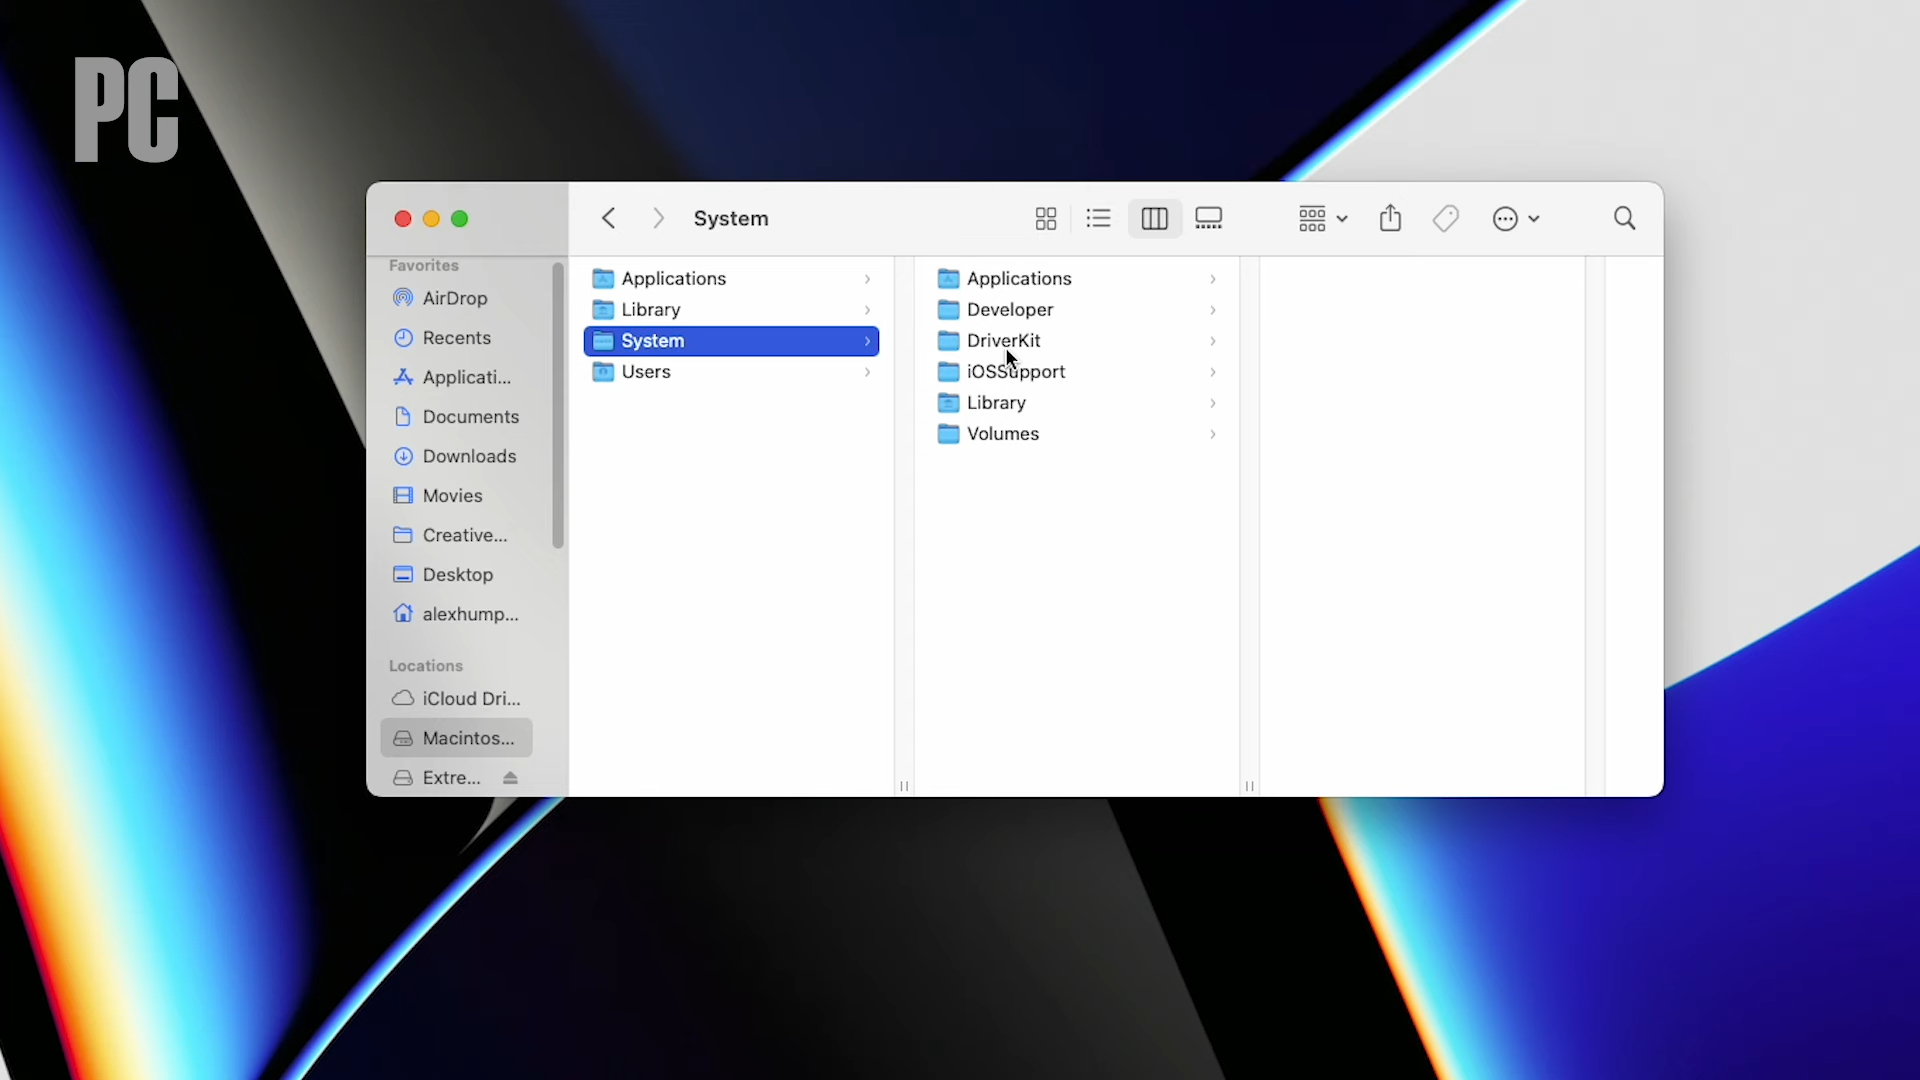 PC
System
Favorites
AirDrop
Recents
Applicati...
Documents
Downloads
Movies
Creative...
Desktop
alexhump...
Locations
iCloud Dri...
Macintos...
Extre...
Applications
Library
System
Users
Applications
Developer
DriverKit
iOSSupport
Library
Volumes